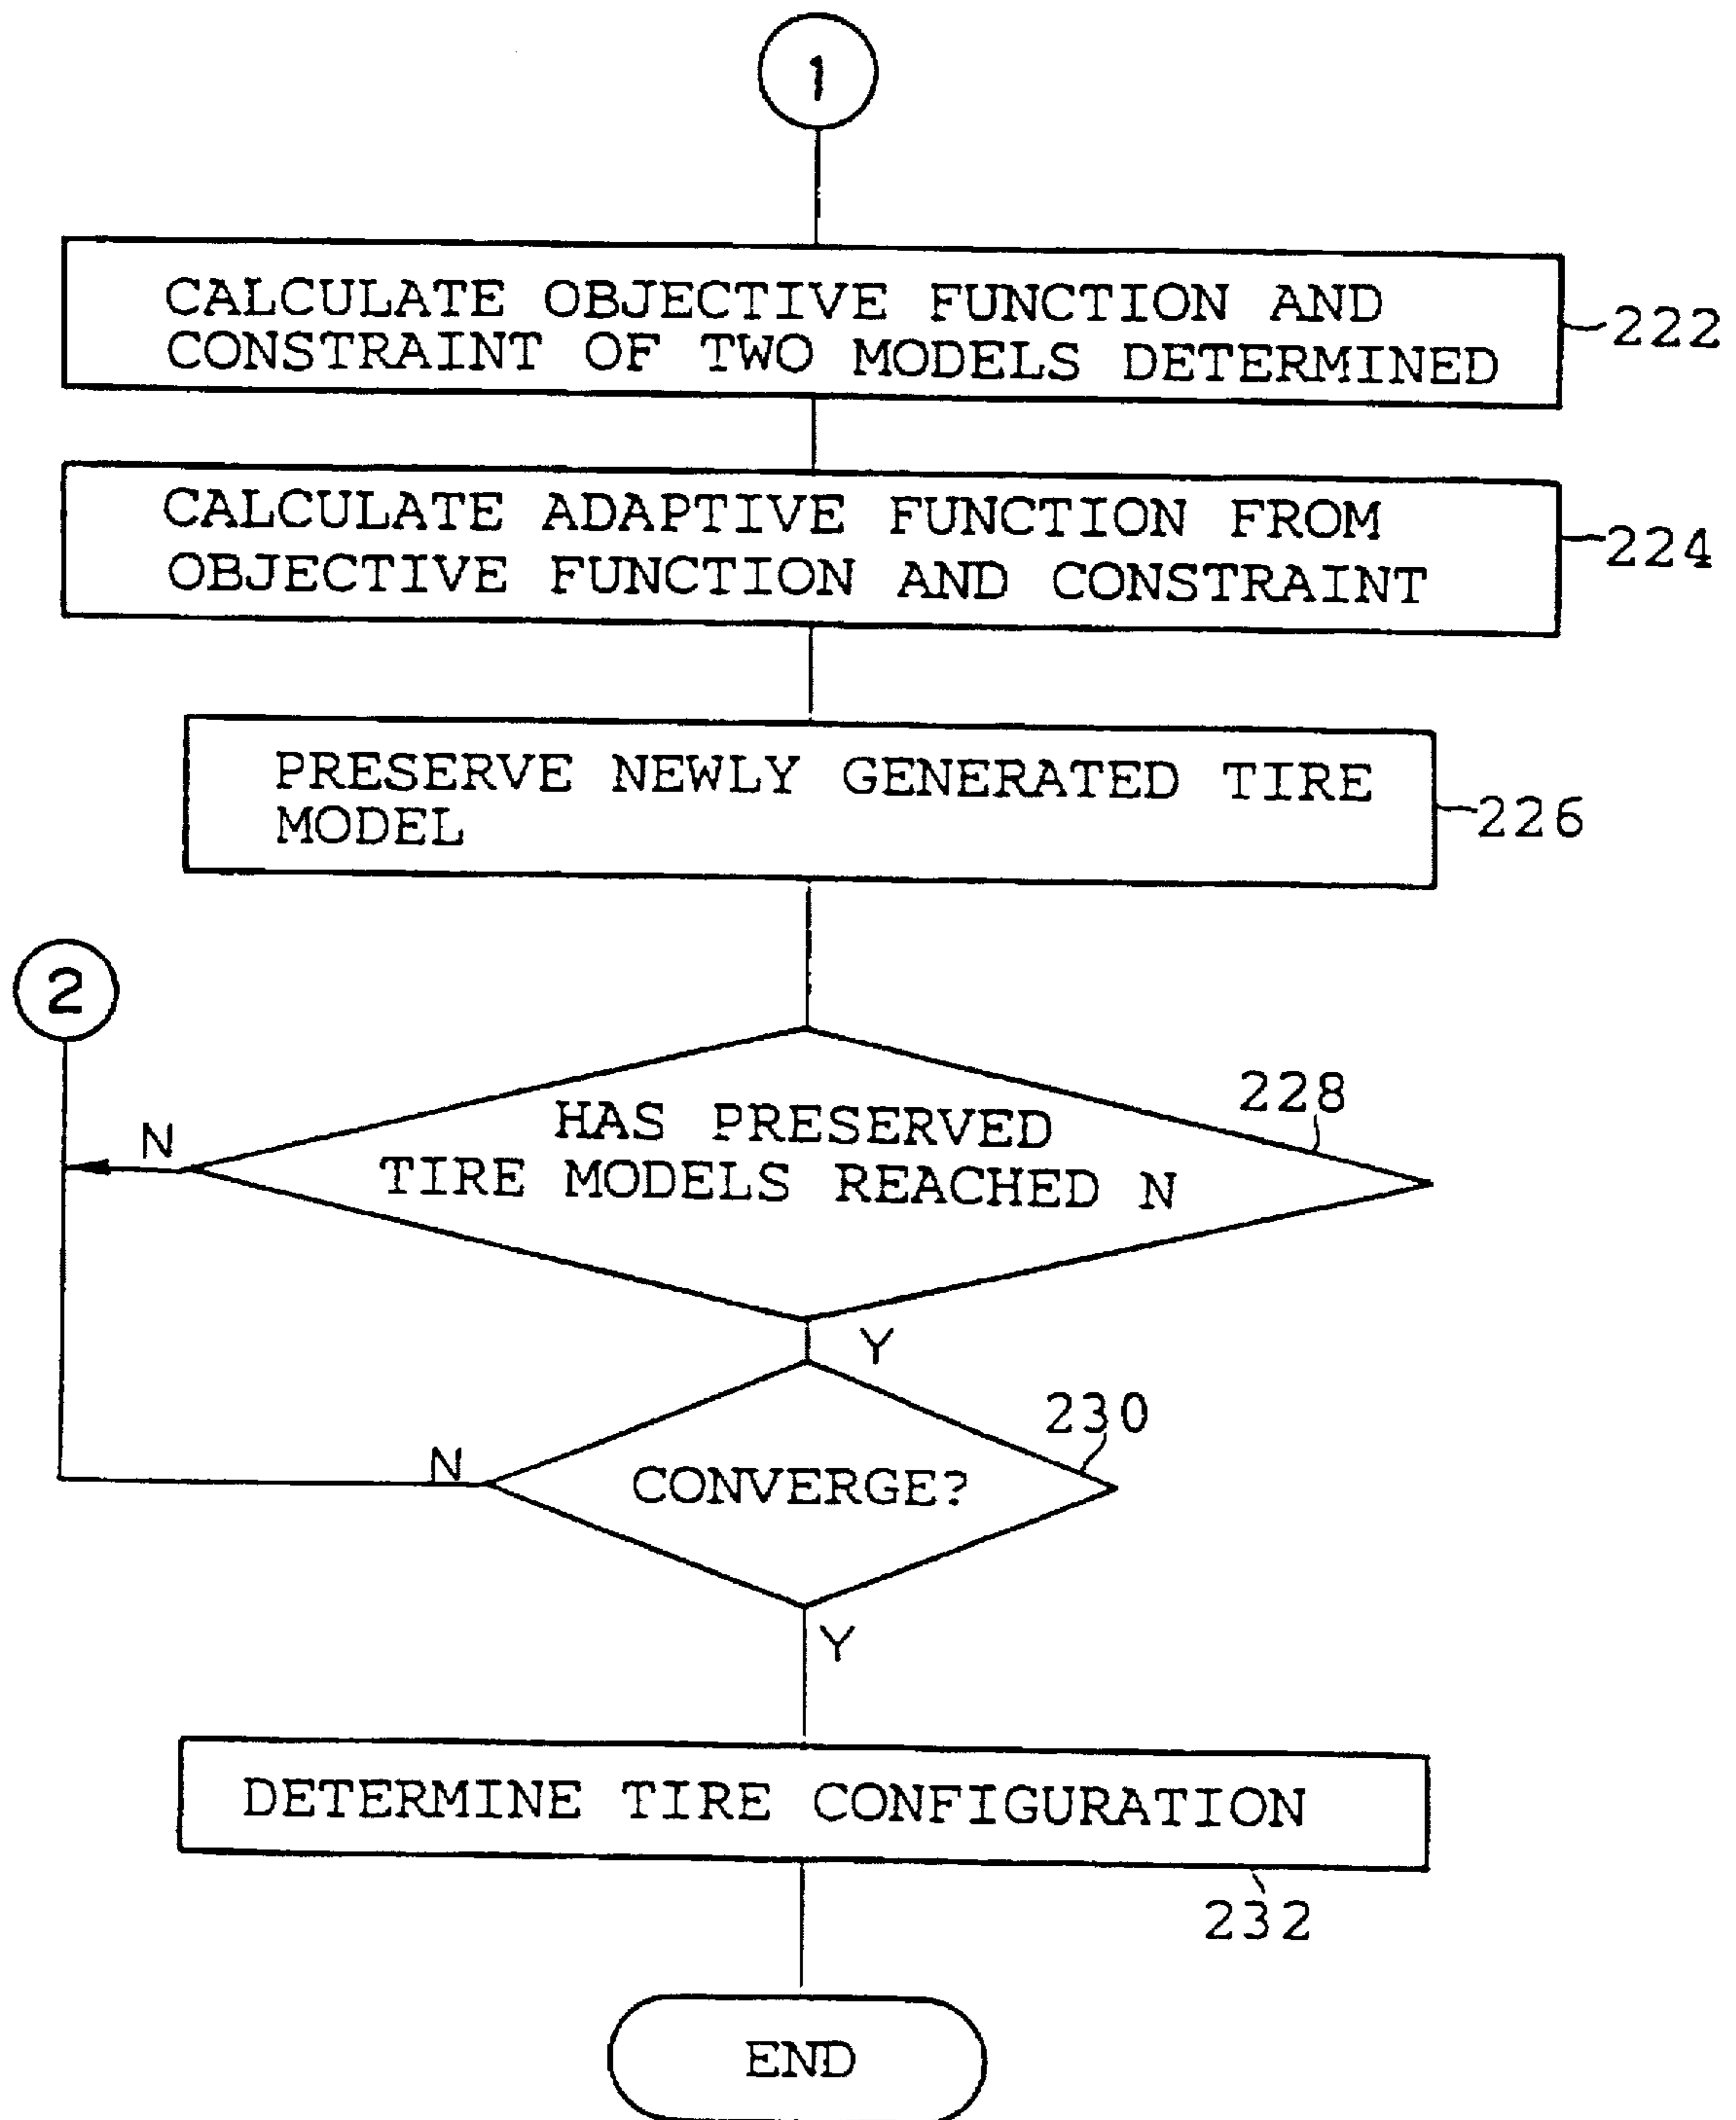 1
CALCULATE OBJECTIVE FUNCTION AND
CONSTRAINT OF TWO MODELS DETERMINED
222
CALCULATE ADAPTIVE FUNCTION FROM
OBJECTIVE FUNCTION AND CONSTRAINT
224
PRESERVE NEWLY GENERATED TIRE
MODEL
226
2
N
HAS PRESERVED
TIRE MODELS REACHED N
228
Y
N
CONVERGE?
230
Y
DETERMINE TIRE CONFIGURATION
232
END